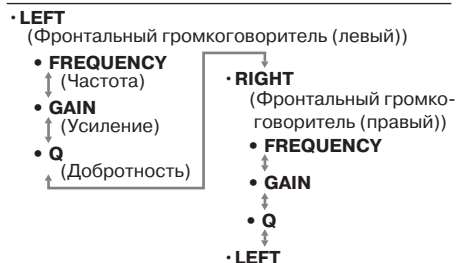 · LEFT
(Фронтальный громкоговоритель (левый))
• FREQUENCY
(Частота)
• GAIN
(Усиление)
• Q
(Добротность)
· RIGHT
(Фронтальный громко-
говоритель (правый))
• FREQUENCY
• GAIN
• Q
· LEFT